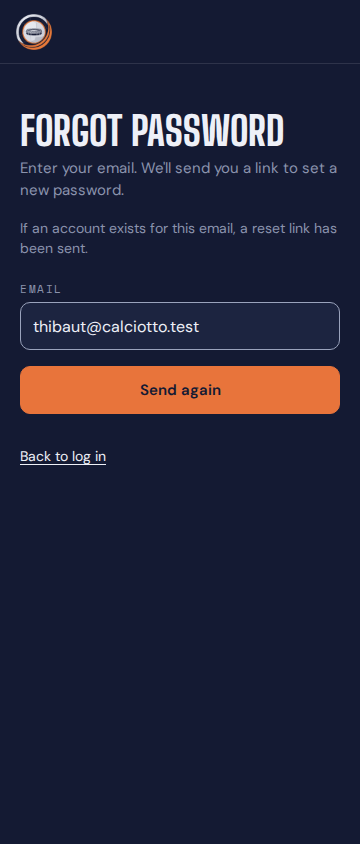 FORGOT PASSWORD
Enter your email. We'll send you a link to set a
new password.
If an account exists for this email, a reset link has
been sent.
EMAIL
thibaut@calciotto.test
Send again
Back to log in